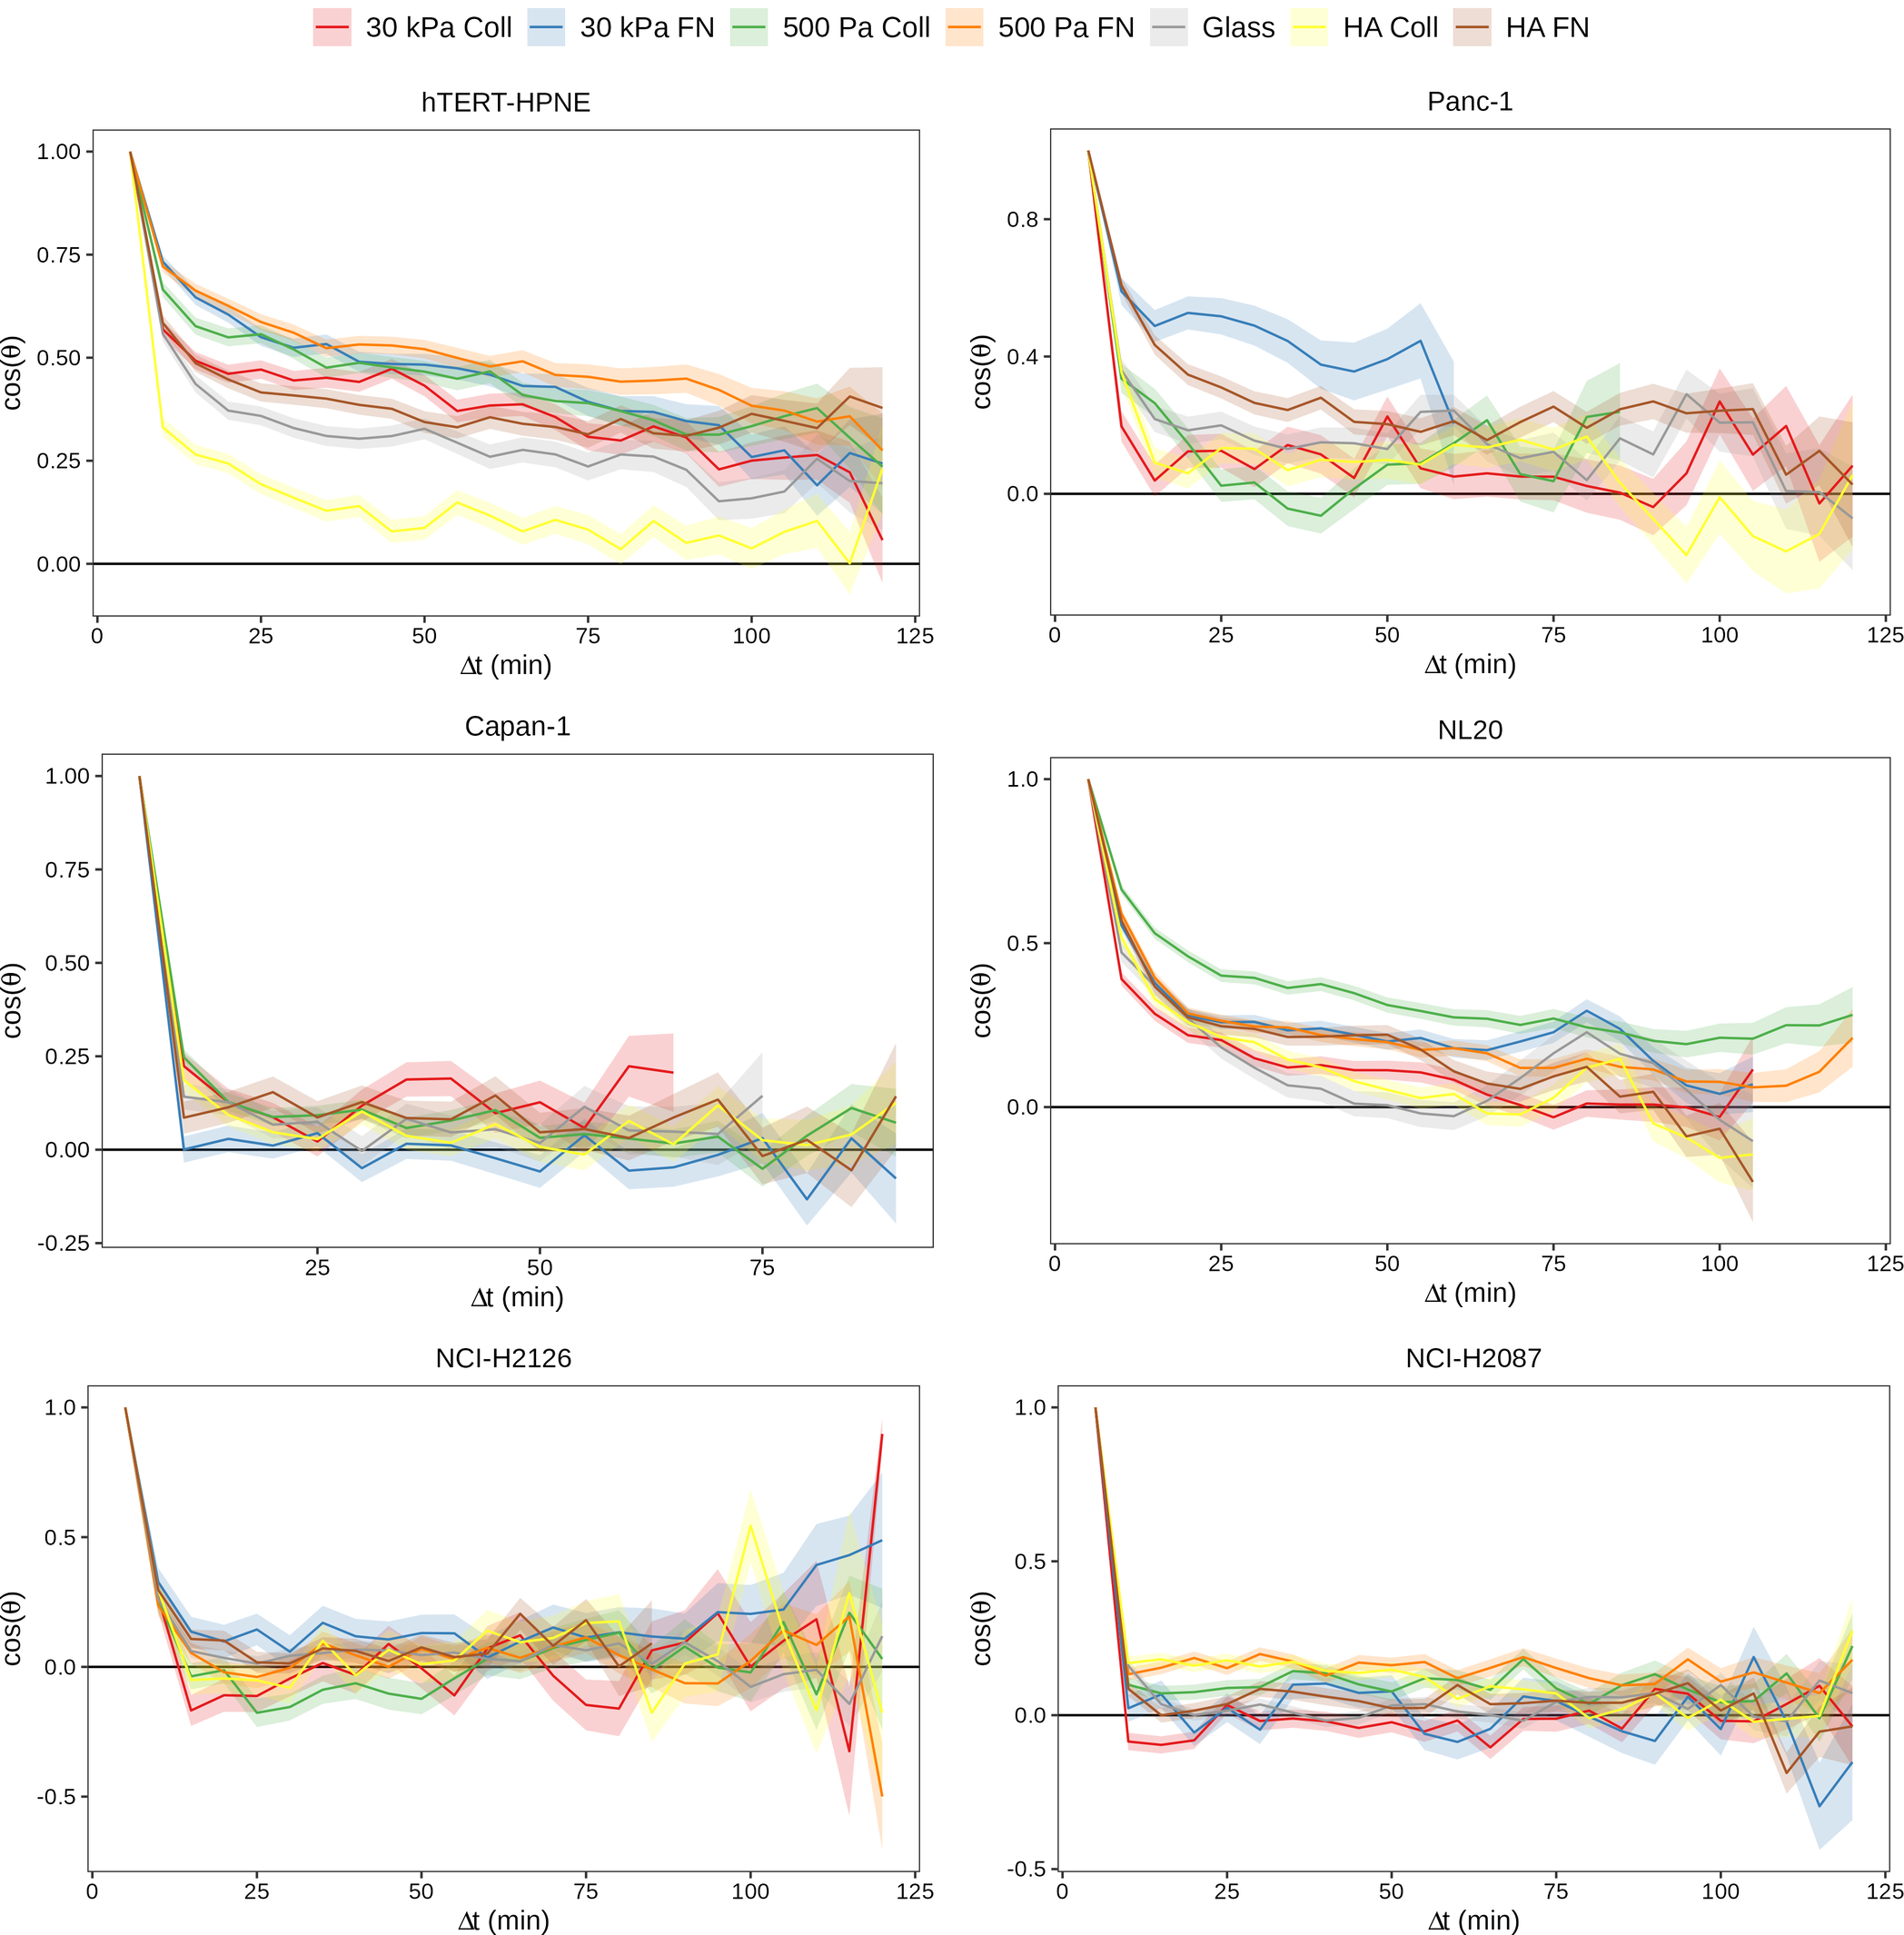 30 kPa Coll 30 kPa FN 500 Pa Coll 500 Pa FN Glass HA Coll HA FN
hTERT-HPNE
1.00
0.75
0.50
0.25
0.00
cos(θ)
0 25 50 75 100 125
Δt (min)
Panc-1
0.8
0.4
0.0
cos(θ)
0 25 50 75 100 125
Δt (min)
Capan-1
1.00
0.75
0.50
0.25
0.00
-0.25
cos(θ)
25 50 75
Δt (min)
NL20
1.0
0.5
0.0
cos(θ)
0 25 50 75 100 125
Δt (min)
NCI-H2126
1.0
0.5
0.0
-0.5
cos(θ)
0 25 50 75 100 125
Δt (min)
NCI-H2087
1.0
0.5
0.0
-0.5
cos(θ)
0 25 50 75 100 125
Δt (min)